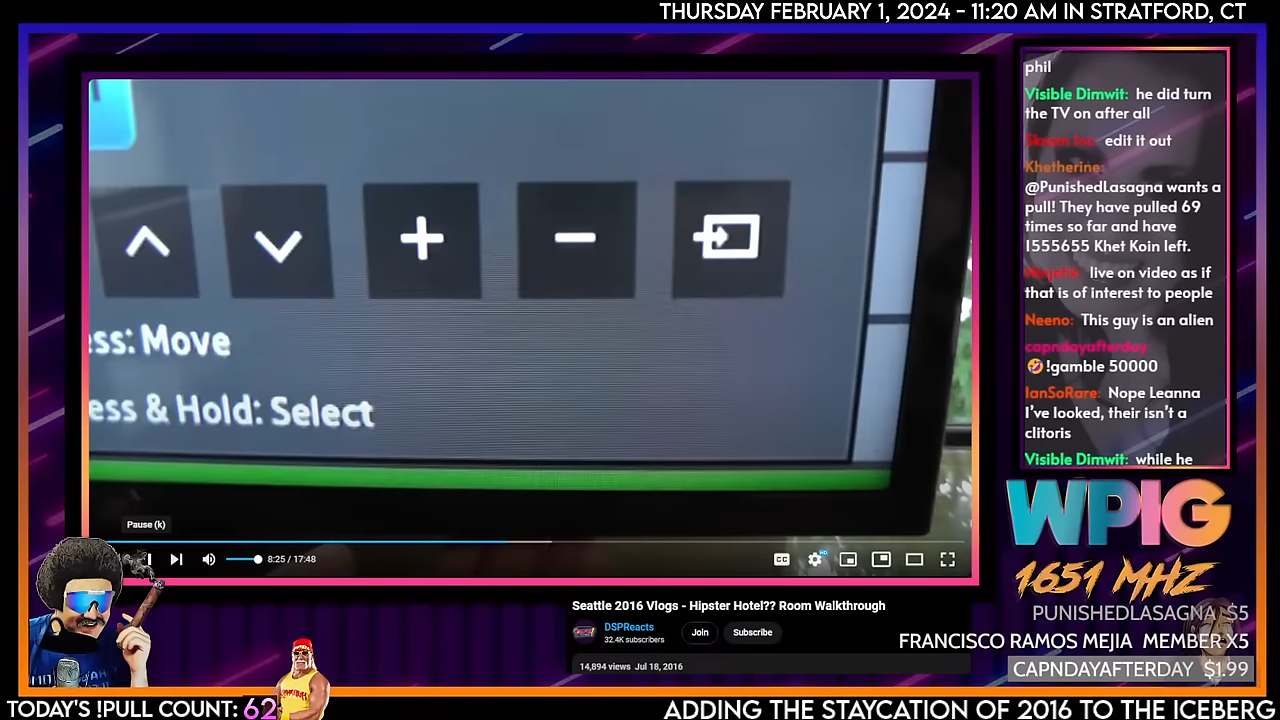 THURSDAY FEBRUARY 1, 2024 - 11:20 AM IN STRATFORD, CT
ess: Move
ess & Hold: Select
Pause (k)
8:25 / 17:48
CC
HD
Seattle 2016 Vlogs - Hipster Hotel?? Room Walkthrough
DSPReacts
32.4K subscribers
Join
Subscribe
14,894 views Jul 18, 2016
phil
Visible Dimwit: he did turn
the TV on after all
edit it out
Khetherine:
@PunishedLasagna wants a
pull! They have pulled 69
times so far and have
1555655 Khet Koin left.
live on video as if
that is of interest to people
Neeno: This guy is an alien
capndayafterday
🤣 !gamble 50000
IanSoRare: Nope Leanna
I've looked, their isn't a
clitoris
Visible Dimwit: while he
WPIG
1651 MHZ
PUNISHEDLASAGNA $5
FRANCISCO RAMOS MEJIA MEMBER X5
CAPNDAYAFTERDAY $1.99
TODAY'S !PULL COUNT: 62
ADDING THE STAYCATION OF 2016 TO THE ICEBERG